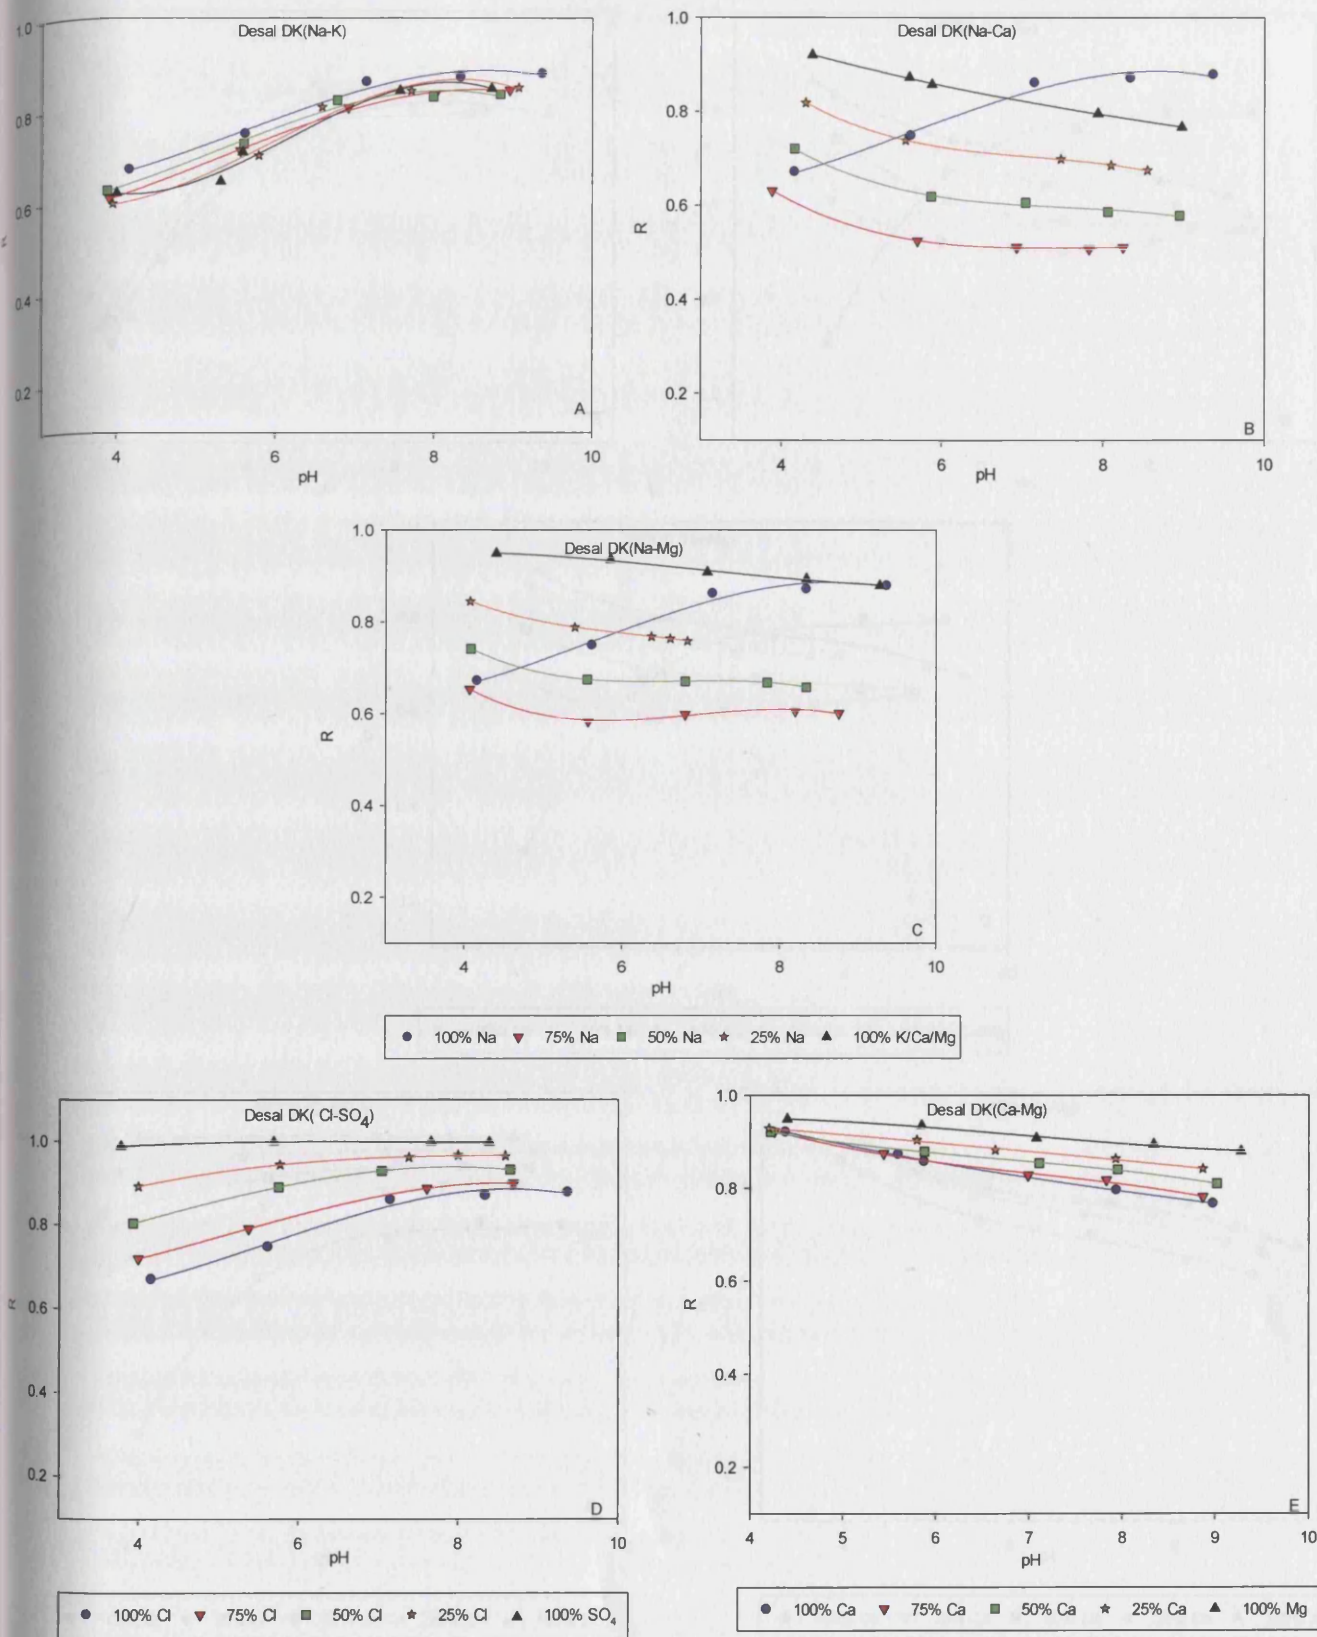 Desal DK(Na-K)
1.0
0.8
0.6
0.4
0.2
A
4 6 8 10
pH
Desal DK(Na-Ca)
1.0
0.8
0.6
R
0.4
0.2
B
4 6 8 10
pH
Desal DK(Na-Mg)
1.0
0.8
0.6
R
0.4
0.2
C
4 6 8 10
pH
100% Na 75% Na 50% Na 25% Na 100% K/Ca/Mg
Desal DK( Cl-SO4)
1.0
0.8
0.6
R
0.4
0.2
D
4 6 8 10
pH
100% Cl 75% Cl 50% Cl 25% Cl 100% SO4
Desal DK(Ca-Mg)
1.0
0.8
0.6
R
0.4
0.2
E
4 5 6 7 8 9 10
pH
100% Ca 75% Ca 50% Ca 25% Ca 100% Mg